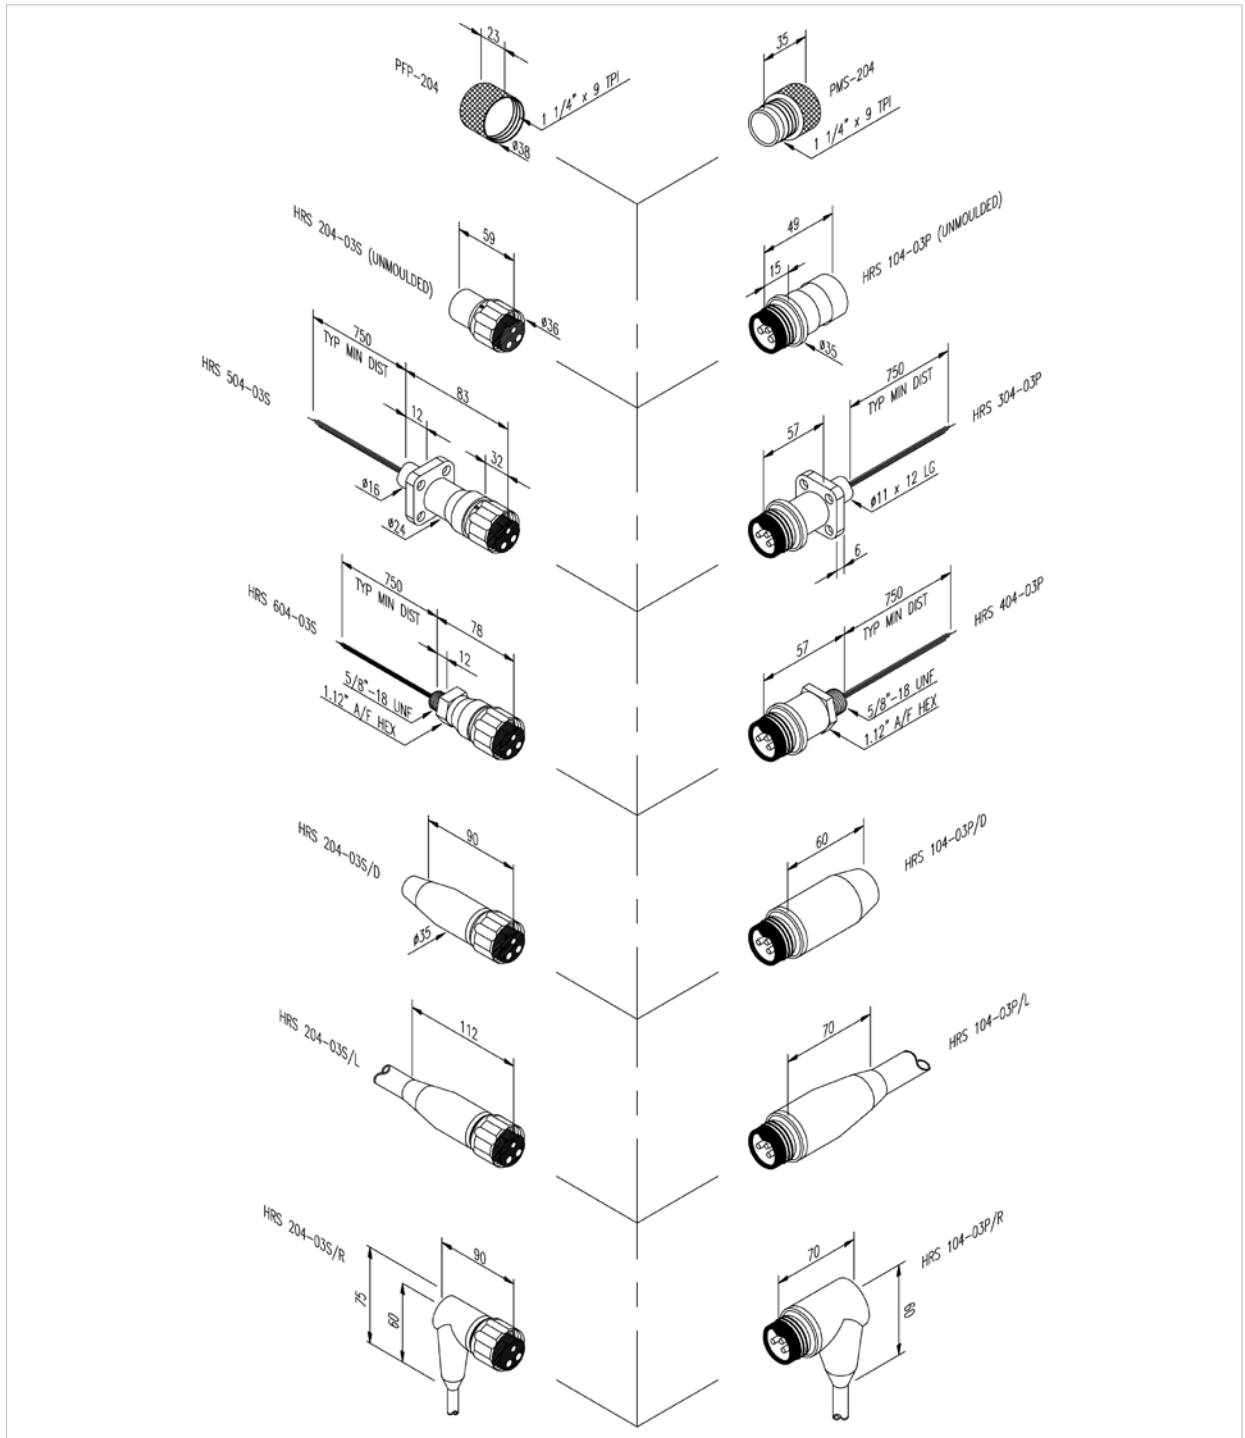 23
PFP-204
1 1/4" x 9 TPI
ø38
35
PMS-204
1 1/4" x 9 TPI
HRS 204-03S (UNMOULDED)
59
ø36
49
15
HRS 104-03P (UNMOULDED)
ø35
HRS 504-03S
750
TYP MIN DIST
83
12
32
ø16
ø24
750
TYP MIN DIST
HRS 304-03P
57
ø11 x 12 LG
6
HRS 604-03S
750
TYP MIN DIST
78
12
5/8"-18 UNF
1.12" A/F HEX
750
TYP MIN DIST
HRS 404-03P
57
5/8"-18 UNF
1.12" A/F HEX
HRS 204-03S/D
90
ø35
60
HRS 104-03P/D
HRS 204-03S/L
112
70
HRS 104-03P/L
HRS 204-03S/R
90
75
60
70
HRS 104-03P/R
60